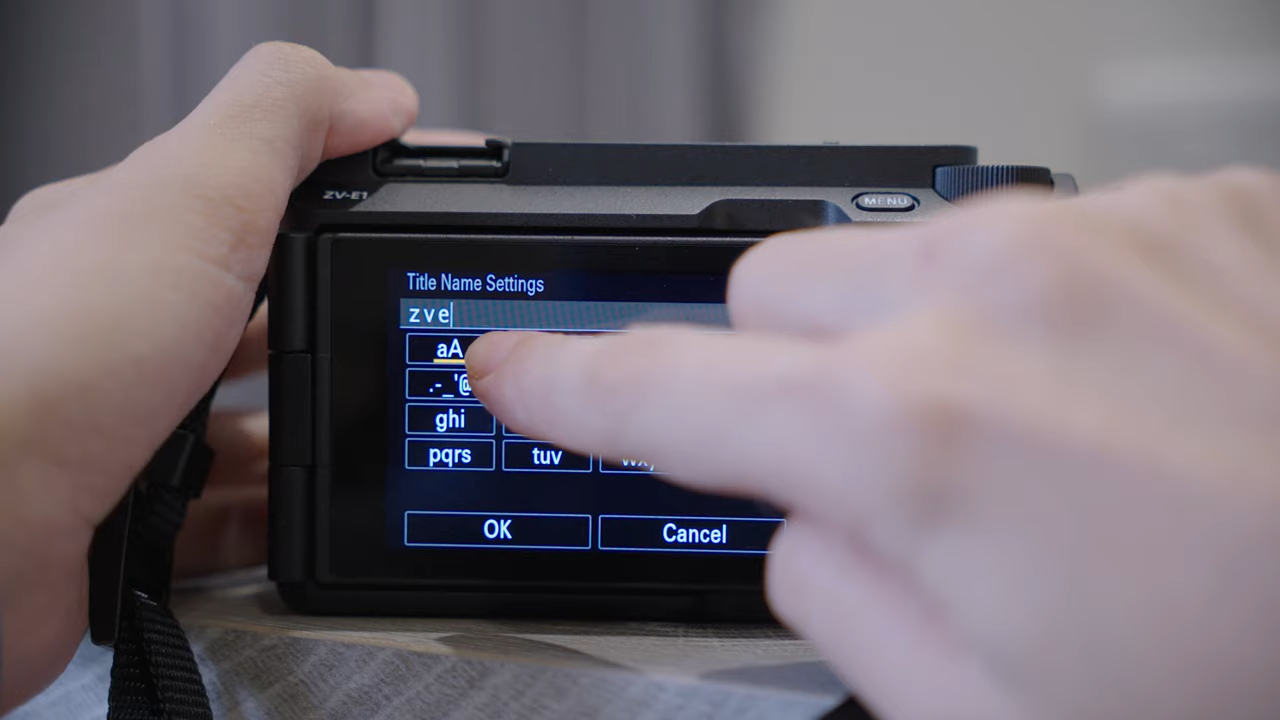 ZV-E1
MENU
Title Name Settings
zve
aA
.-_'@
ghi
pqrs tuv
OK Cancel